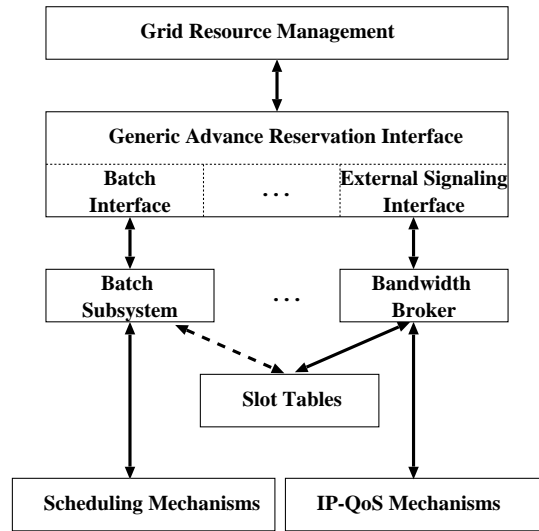 Grid Resource Management
Generic Advance Reservation Interface
Batch
Interface
...
External Signaling
Interface
Batch
Subsystem
...
Bandwidth
Broker
Slot Tables
Scheduling Mechanisms
IP-QoS Mechanisms